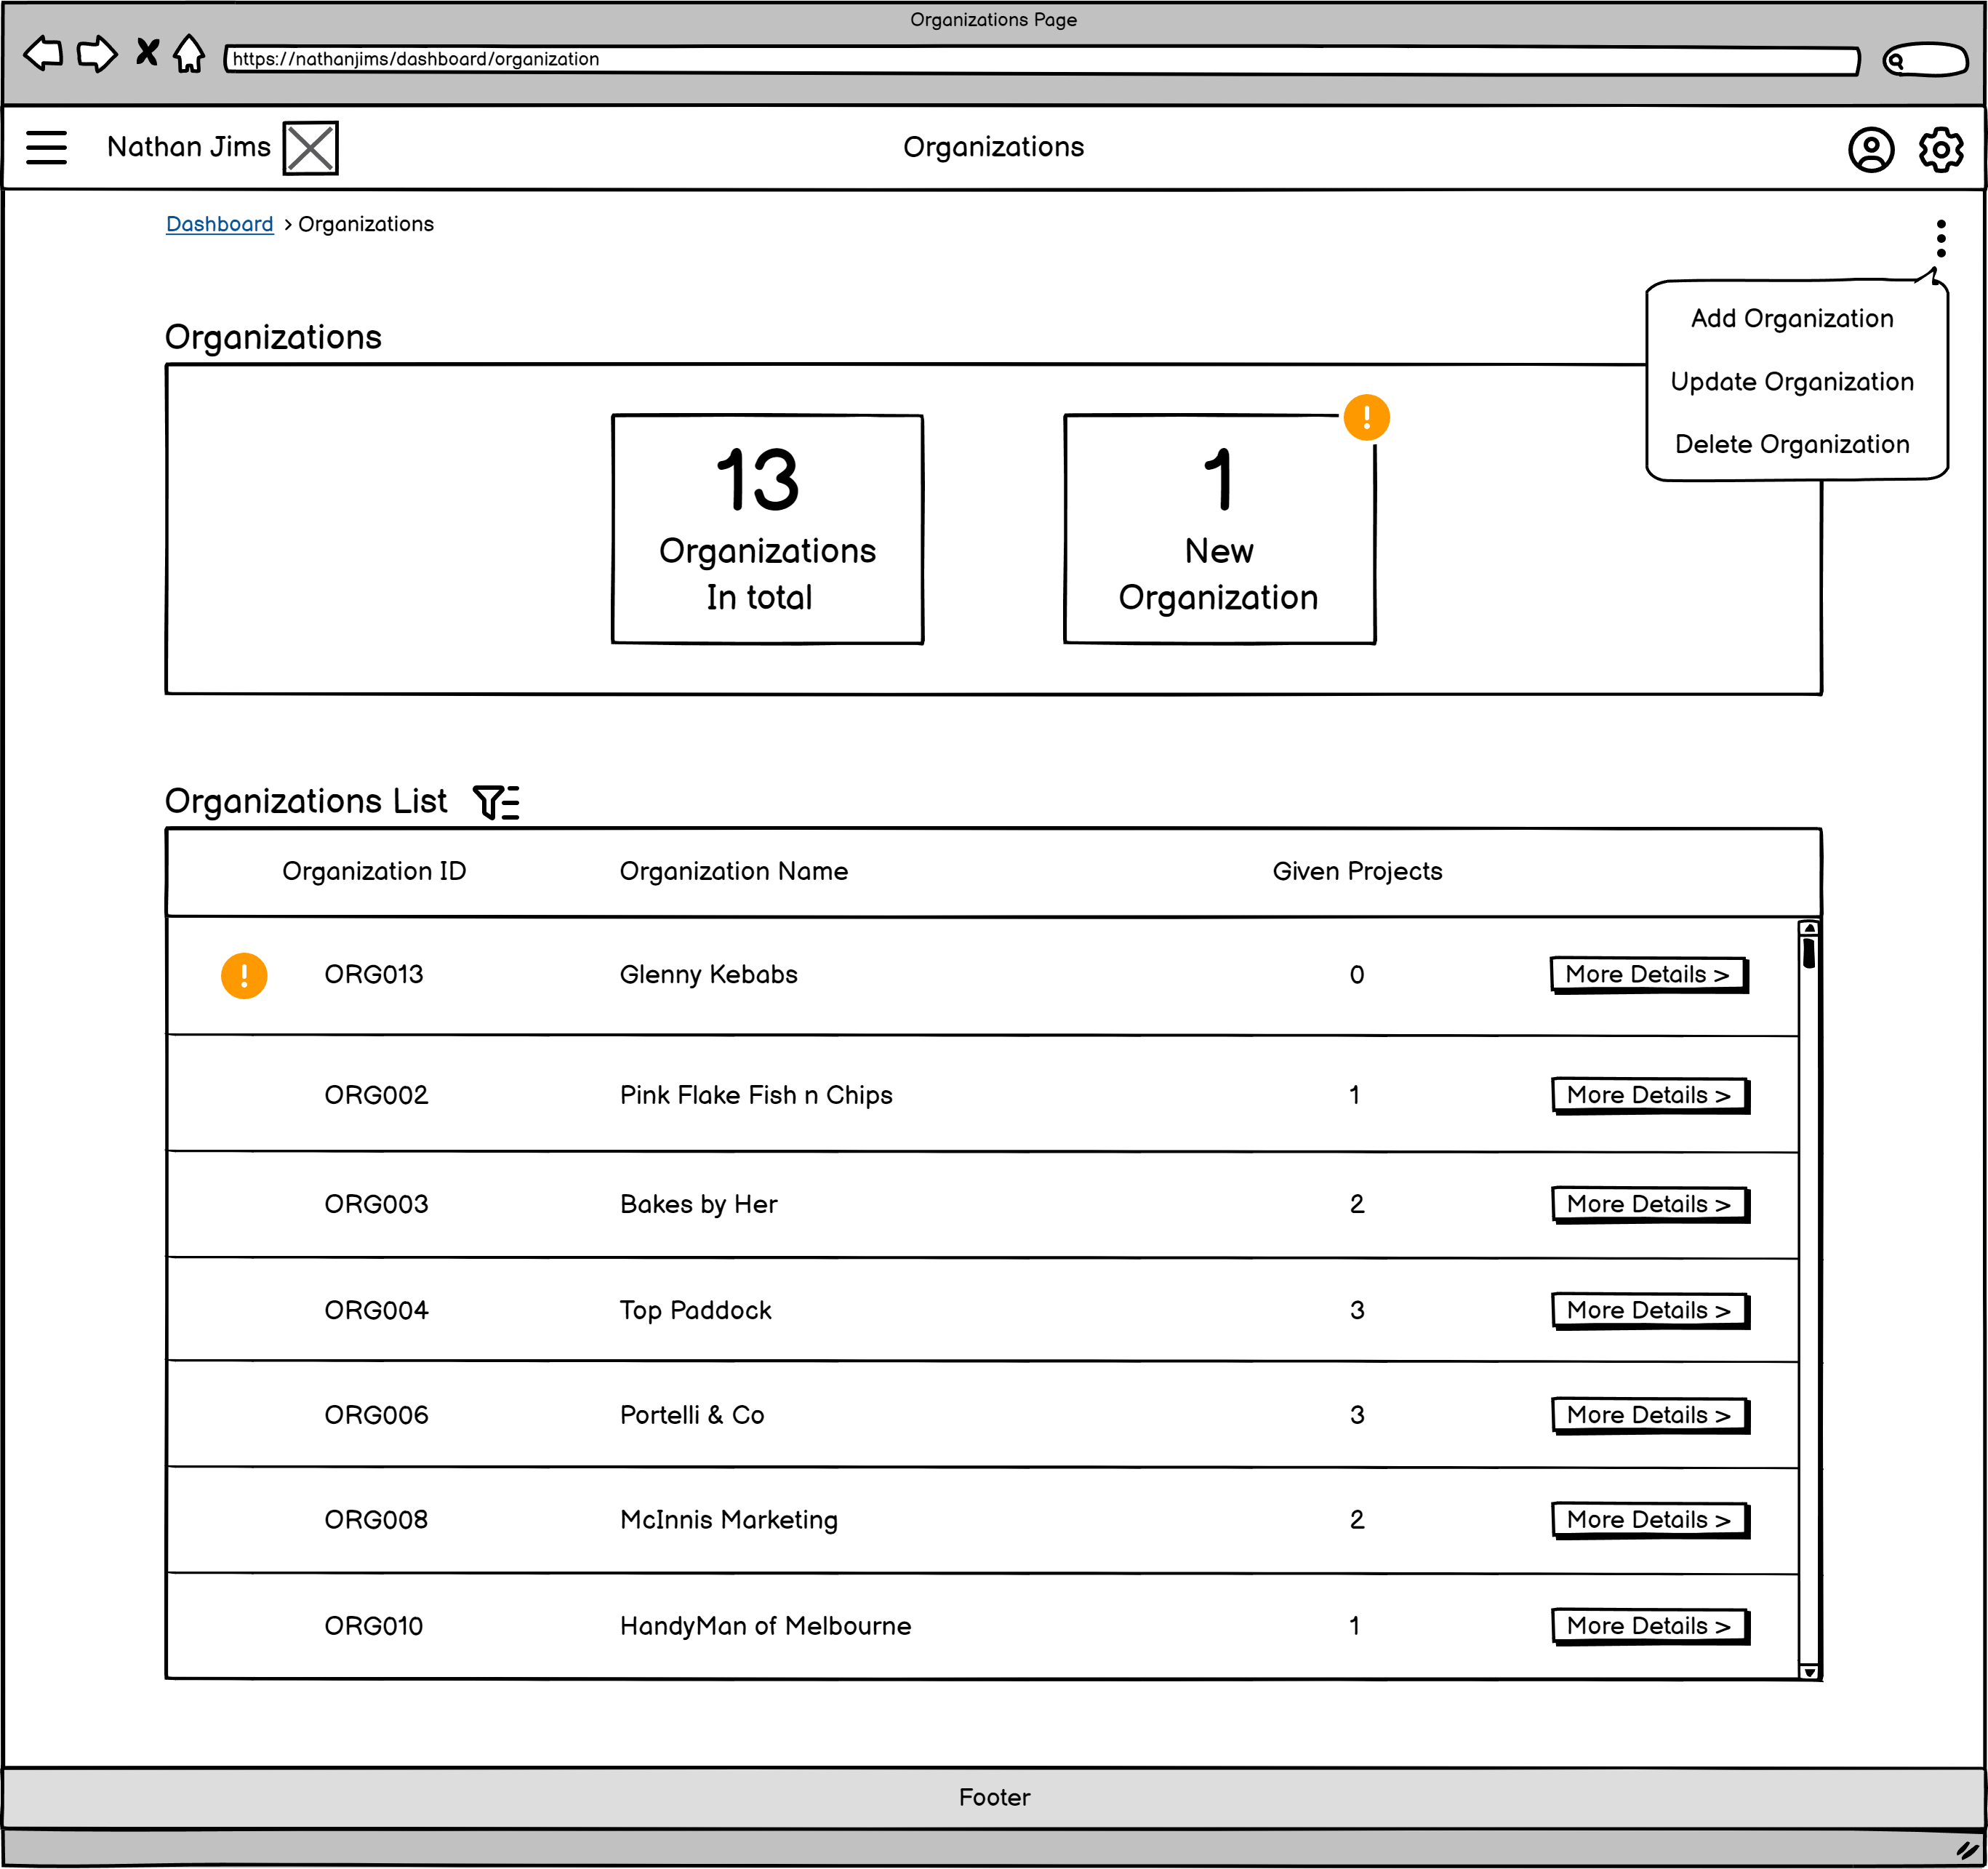 Organizations Page
https://nathanjims/dashboard/organization
Nathan Jims
Organizations
Dashboard > Organizations
Add Organization
Update Organization
Delete Organization
Organizations
13
Organizations
In total
1
New
Organization
Organizations List
Organization ID Organization Name Given Projects
ORG013 Glenny Kebabs 0 More Details >
ORG002 Pink Flake Fish n Chips 1 More Details >
ORG003 Bakes by Her 2 More Details >
ORG004 Top Paddock 3 More Details >
ORG006 Portelli & Co 3 More Details >
ORG008 McInnis Marketing 2 More Details >
ORG010 HandyMan of Melbourne 1 More Details >
Footer